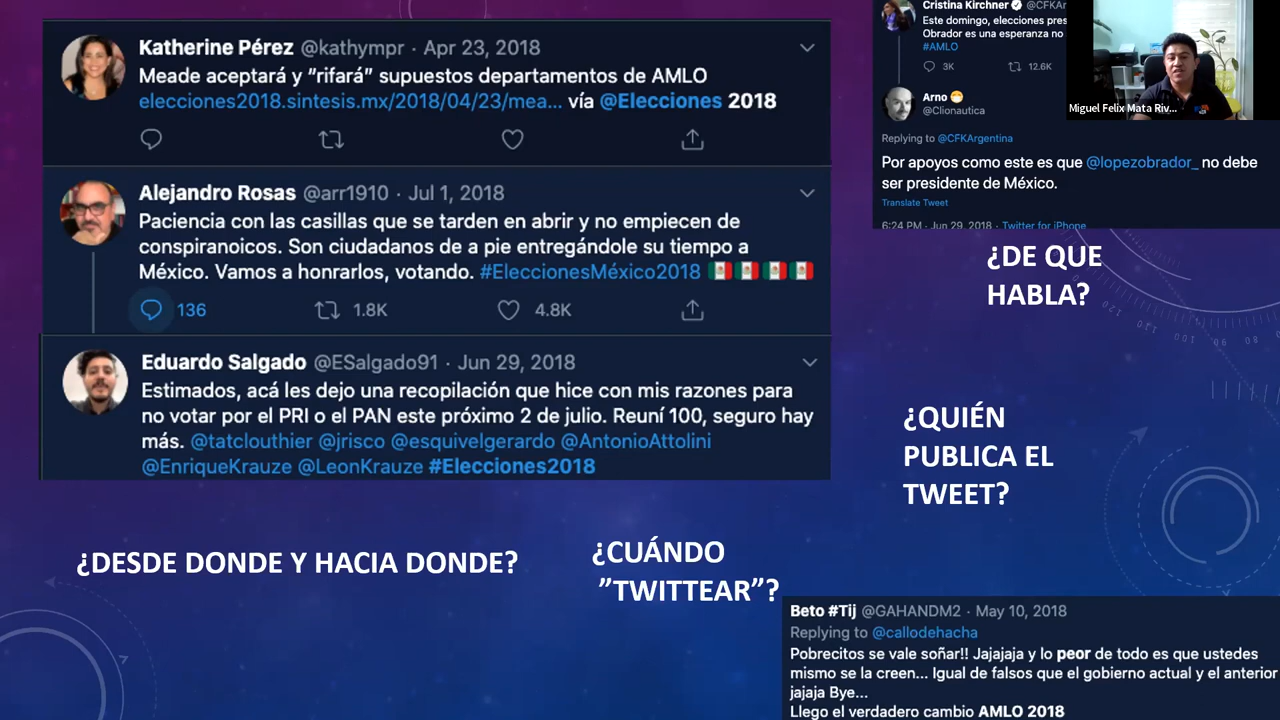 Katherine Pérez @kathympr · Apr 23, 2018
Meade aceptará y “rifará” supuestos departamentos de AMLO
elecciones2018.sintesis.mx/2018/04/23/mea... vía @Elecciones 2018
Alejandro Rosas @arr1910 · Jul 1, 2018
Paciencia con las casillas que se tarden en abrir y no empiecen de
conspiranoicos. Son ciudadanos de a pie entregándole su tiempo a
México. Vamos a honrarlos, votando. #EleccionesMéxico2018 🇲🇽🇲🇽🇲🇽🇲🇽
136 1.8K 4.8K
Eduardo Salgado @ESalgado91 · Jun 29, 2018
Estimados, acá les dejo una recopilación que hice con mis razones para
no votar por el PRI o el PAN este próximo 2 de julio. Reuní 100, seguro hay
más. @tatclouthier @jrisco @esquivelgerardo @AntonioAttolini
@EnriqueKrauze @LeonKrauze #Elecciones2018
Cristina Kirchner @CFKAr
Este domingo, elecciones pres
Obrador es una esperanza no
#AMLO
3K 12.6K
Miguel Felix Mata Riv...
Arno 😁
@Clionautica
Replying to @CFKArgentina
Por apoyos como este es que @lopezobrador_ no debe
ser presidente de México.
Translate Tweet
6:24 PM · Jun 29, 2018 · Twitter for iPhone
¿DE QUE
HABLA?
¿QUIÉN
PUBLICA EL
TWEET?
¿DESDE DONDE Y HACIA DONDE?
¿CUÁNDO
”TWITTEAR”?
Beto #Tij @GAHANDM2 · May 10, 2018
Replying to @callodehacha
Pobrecitos se vale soñar!! Jajajaja y lo peor de todo es que ustedes
mismo se la creen... Igual de falsos que el gobierno actual y el anterior
jajaja Bye...
Llego el verdadero cambio AMLO 2018